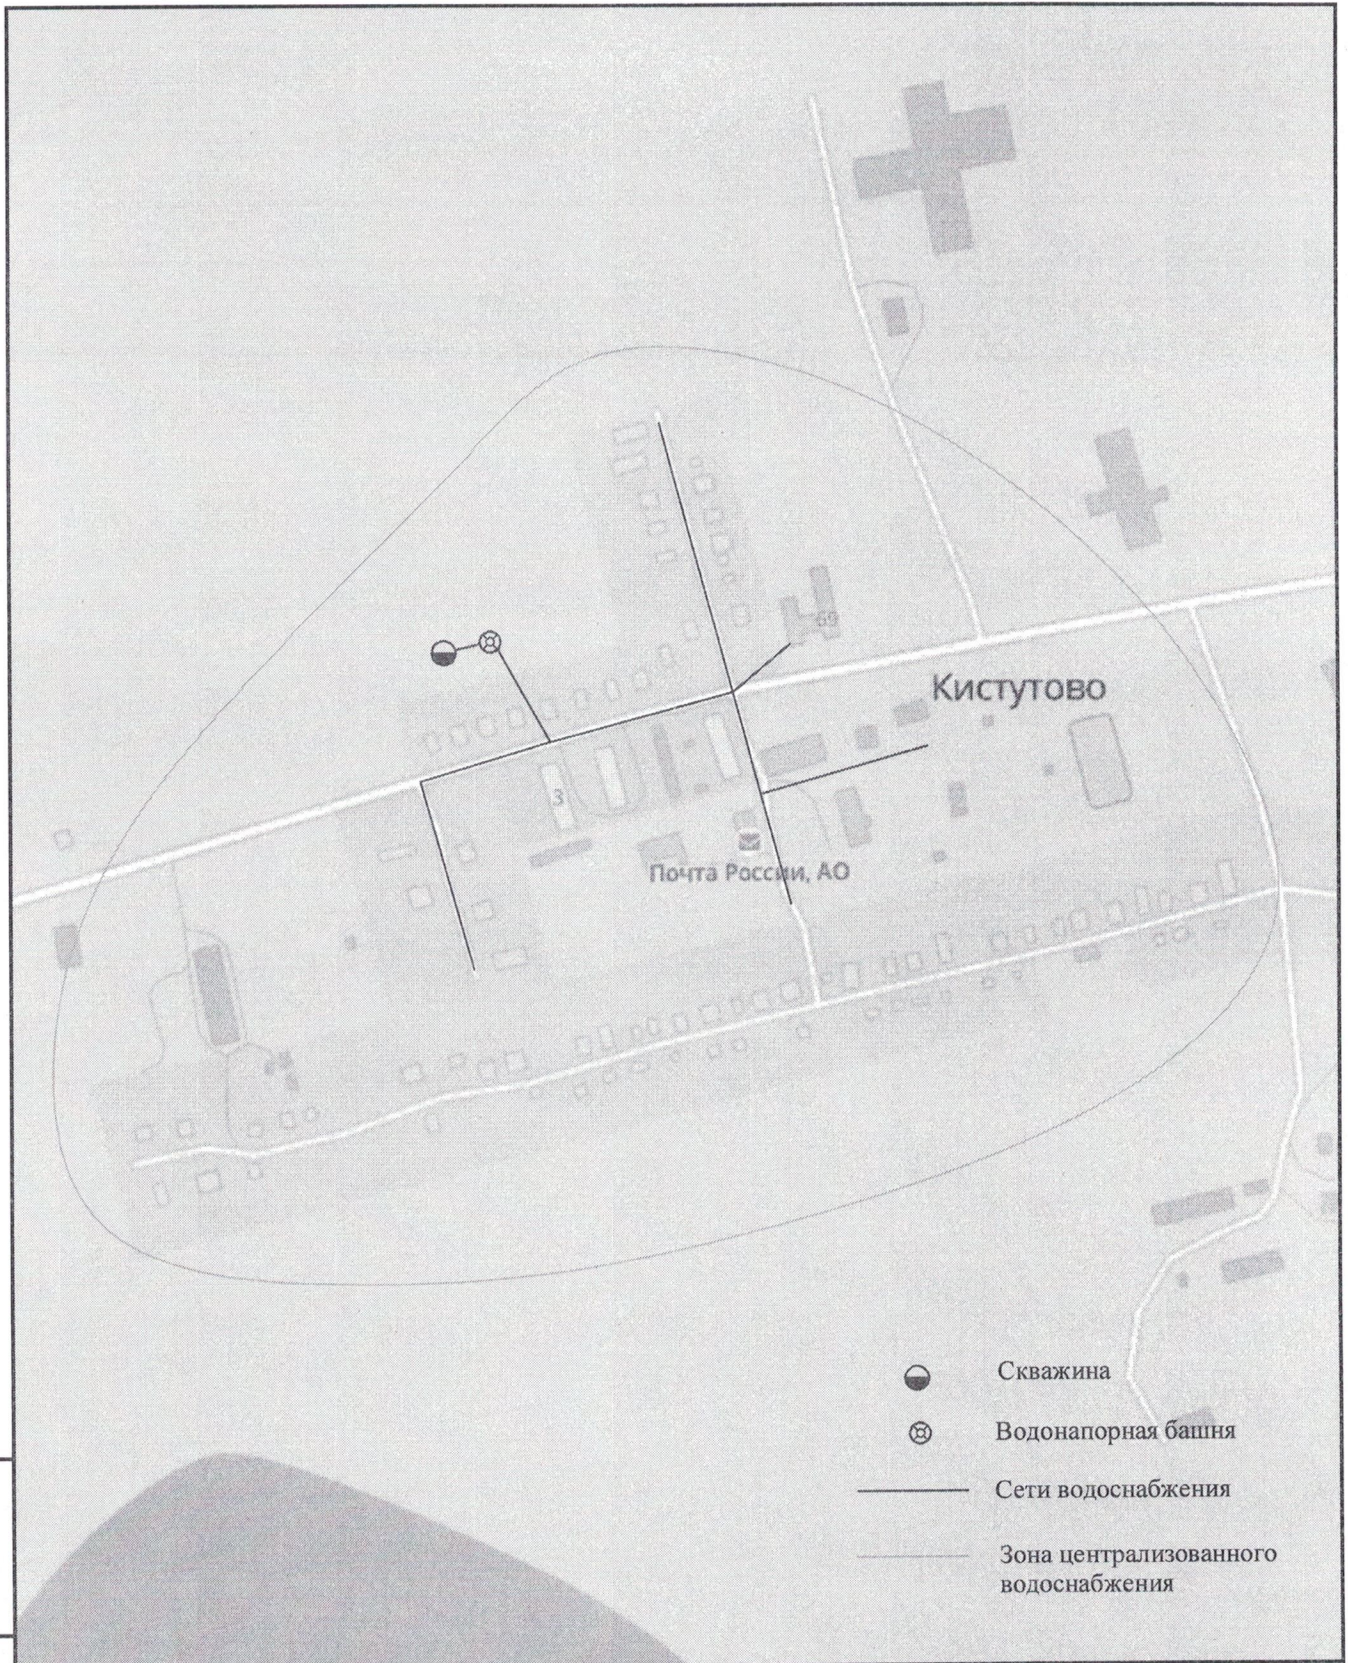 69
Кистутово
3
Почта России, АО
Скважина
Водонапорная башня
Сети водоснабжения
Зона централизованного
водоснабжения